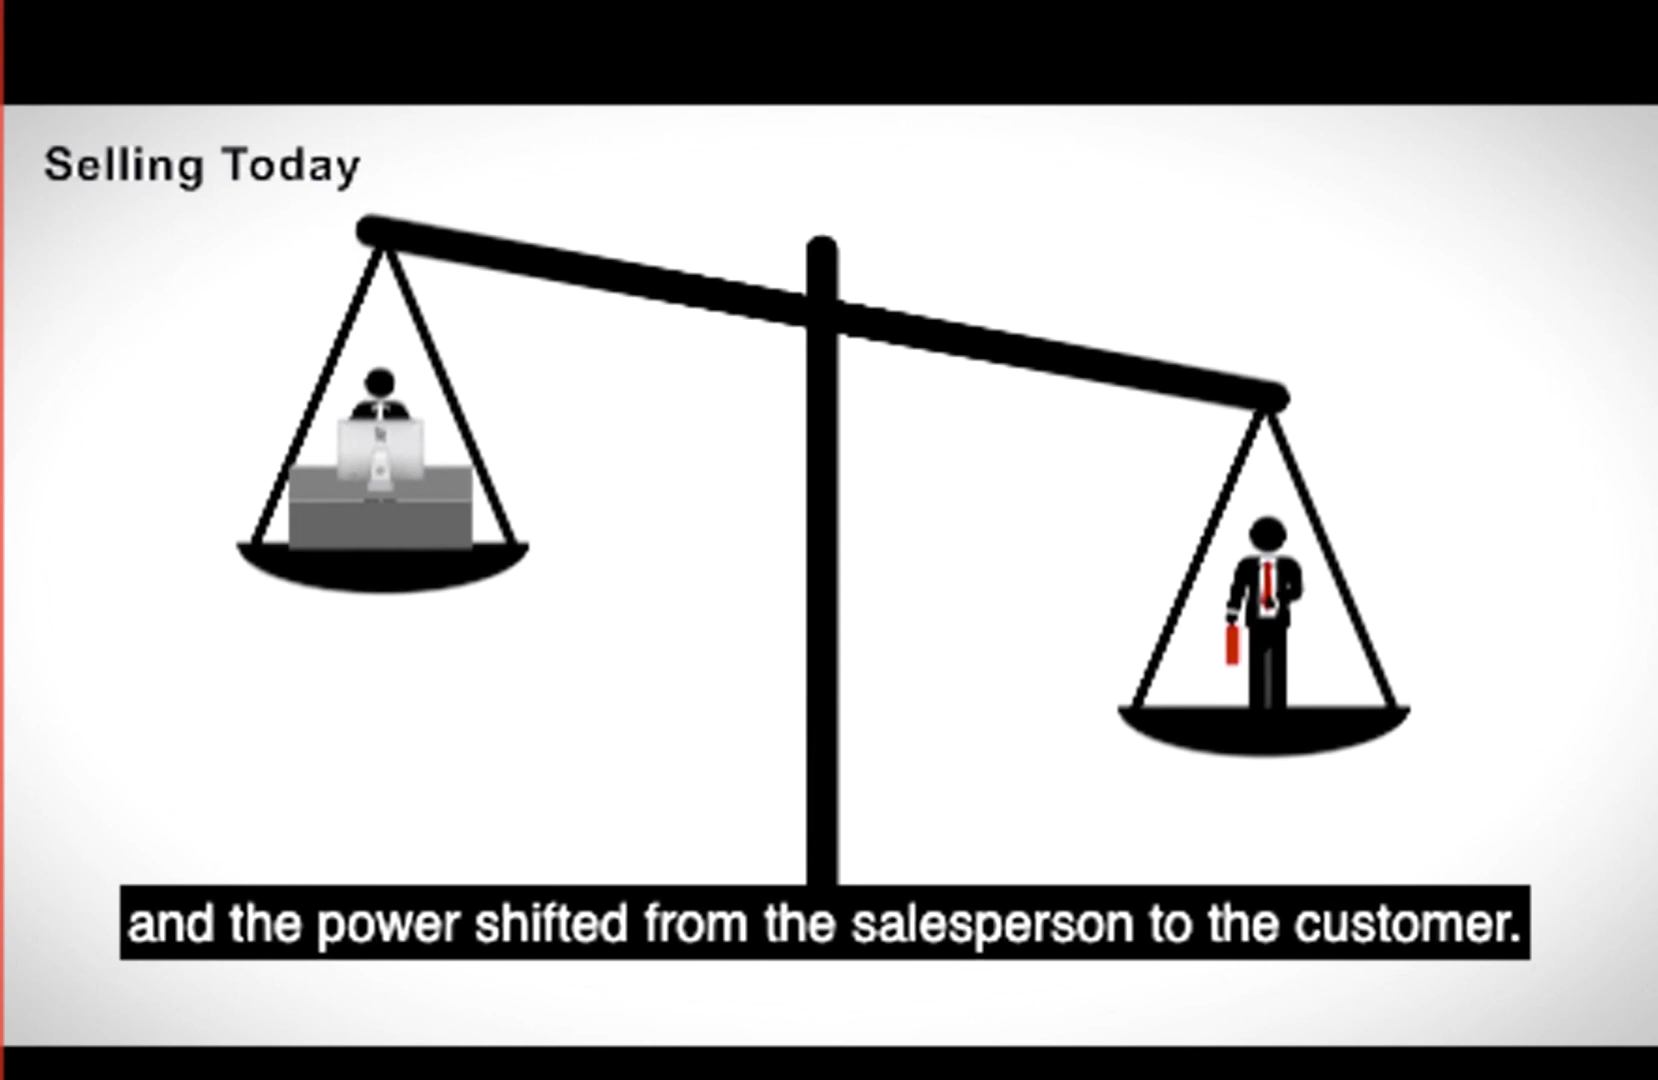 Selling Today
and the power shifted from the salesperson to the customer.